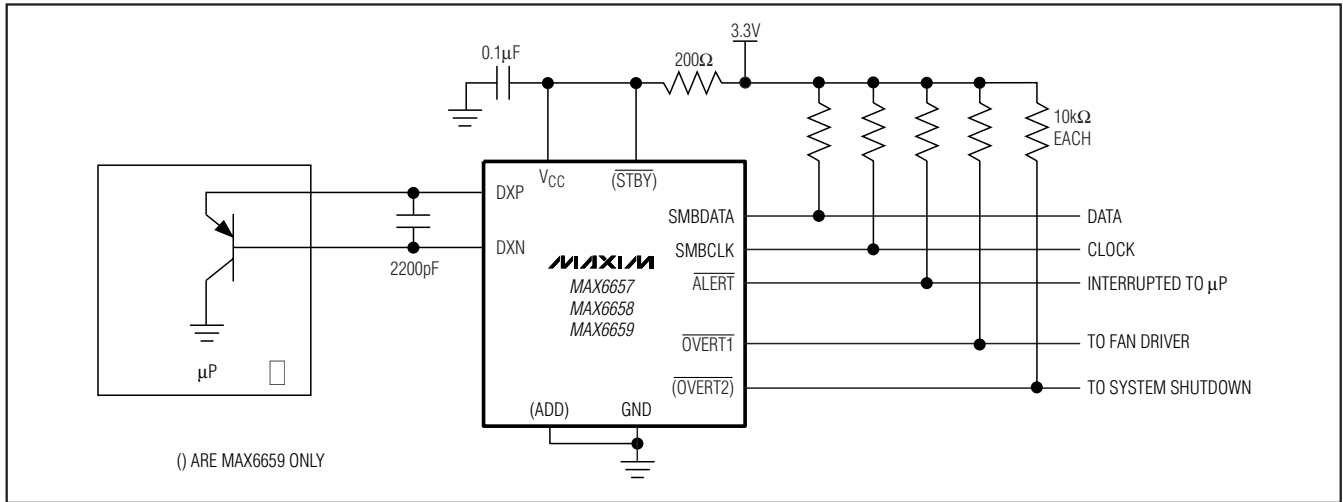 3.3V
0.1μF
200Ω
10kΩ
EACH
VCC
(STBY)
DXP
DXN
2200pF
SMBDATA
SMBCLK
ALERT
OVERT1
(OVERT2)
DATA
CLOCK
INTERRUPTED TO μP
TO FAN DRIVER
TO SYSTEM SHUTDOWN
MAXIM
MAX6657
MAX6658
MAX6659
μP
(ADD)
GND
() ARE MAX6659 ONLY